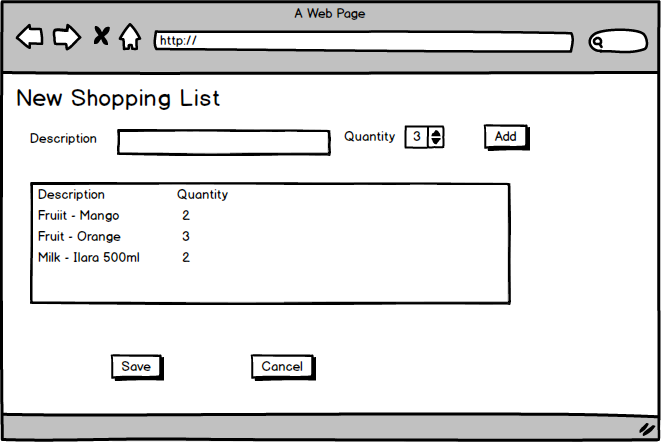 A Web Page
http://
New Shopping List
Description Quantity 3 Add
Description Quantity
Fruiit - Mango 2
Fruit - Orange 3
Milk - Ilara 500ml 2
Save Cancel